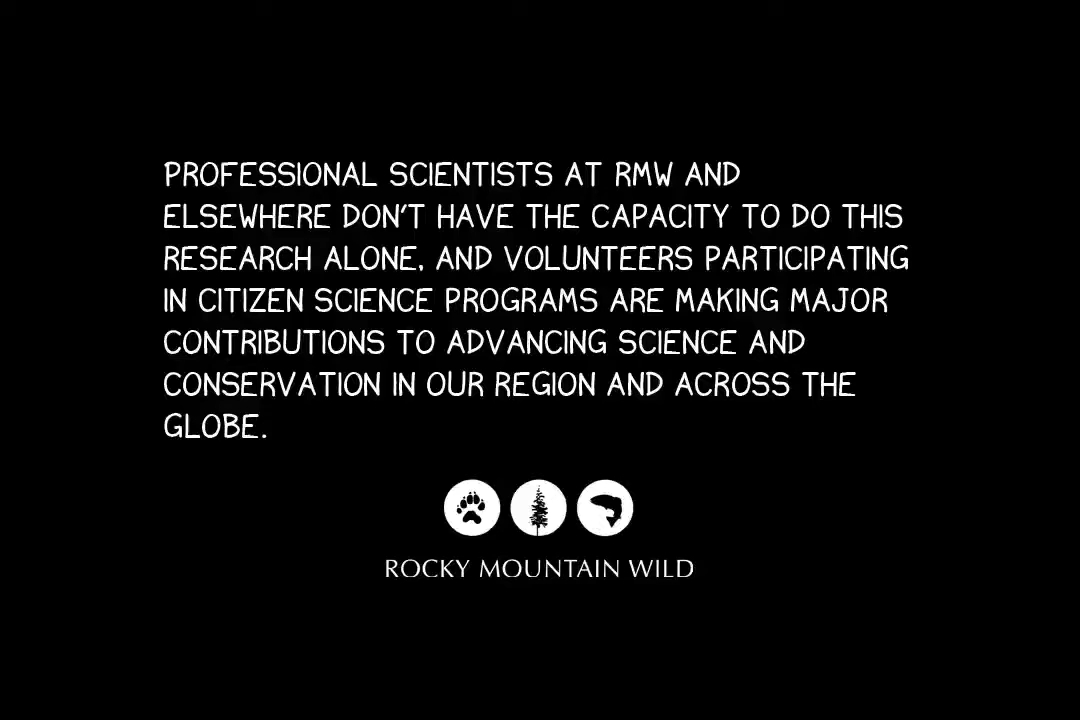 PROFESSIONAL SCIENTISTS AT RMW AND
ELSEWHERE DON'T HAVE THE CAPACITY TO DO THIS
RESEARCH ALONE, AND VOLUNTEERS PARTICIPATING
IN CITIZEN SCIENCE PROGRAMS ARE MAKING MAJOR
CONTRIBUTIONS TO ADVANCING SCIENCE AND
CONSERVATION IN OUR REGION AND ACROSS THE
GLOBE.
ROCKY MOUNTAIN WILD